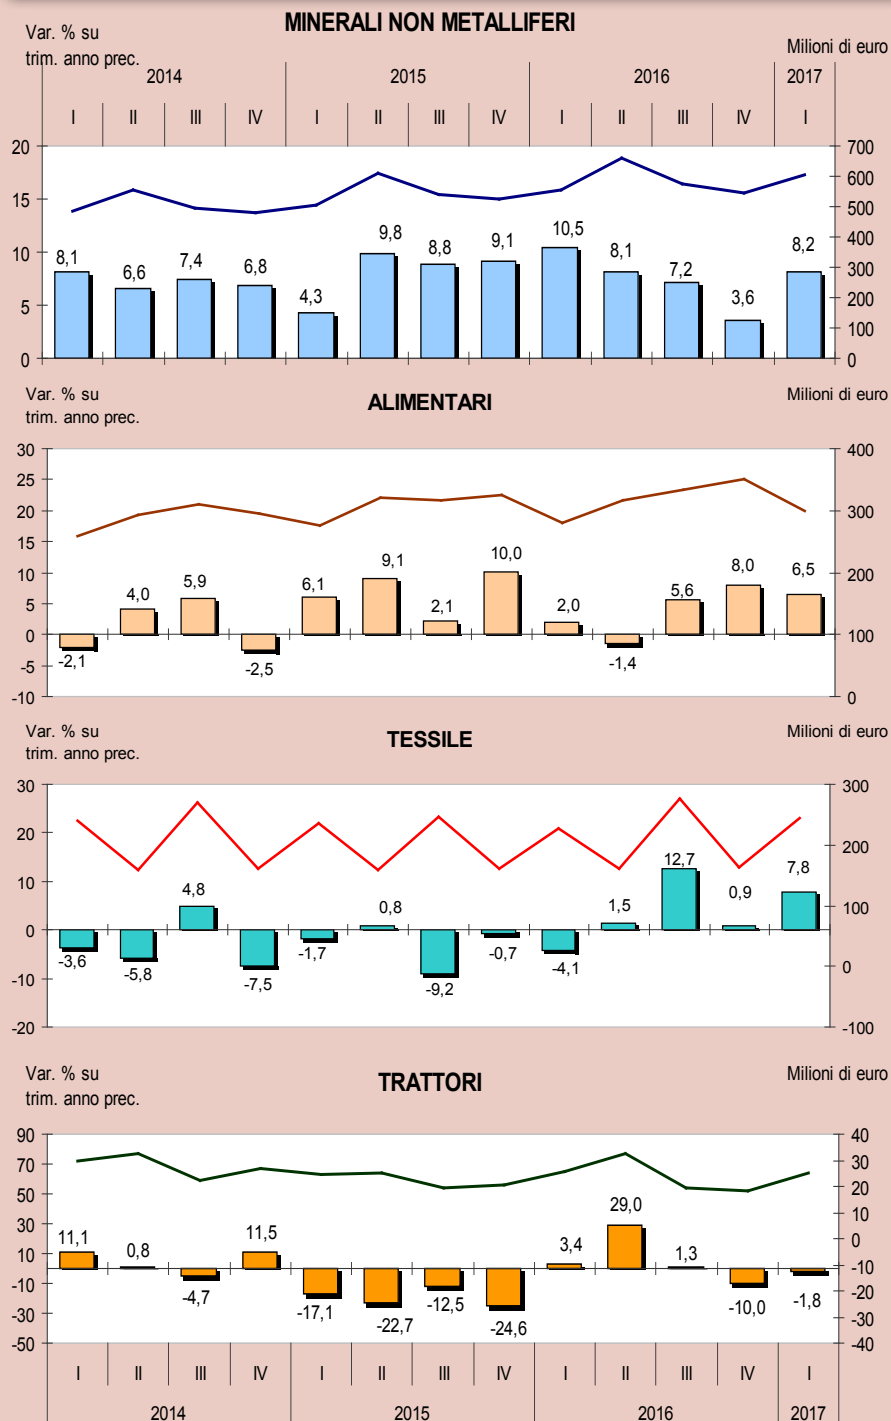 MINERALI NON METALLIFERI
Var. % su
trim. anno prec.
Milioni di euro
2014 2015 2016 2017
I II III IV I II III IV I II III IV I
20 700
600
15 500
400
10 300
5 200
100
0 0
8,1 6,6 7,4 6,8 4,3 9,8 8,8 9,1 10,5 8,1 7,2 3,6 8,2
Var. % su
trim. anno prec.
ALIMENTARI
Milioni di euro
30 400
25
20 300
15
10 200
5
0 100
-5
-10 0
-2,1 4,0 5,9 -2,5 6,1 9,1 2,1 10,0 2,0 -1,4 5,6 8,0 6,5
Var. % su
trim. anno prec.
TESSILE
Milioni di euro
30 300
20 200
10 100
0
-10 0
-20 -100
-3,6 -5,8 4,8 -7,5 -1,7 0,8 -9,2 -0,7 -4,1 1,5 12,7 0,9 7,8
Var. % su
trim. anno prec.
TRATTORI
Milioni di euro
90 40
70 30
20
50 10
30 0
10 -10
-10 -20
-30 -30
-50 -40
11,1 0,8 -4,7 11,5 -17,1 -22,7 -12,5 -24,6 3,4 29,0 1,3 -10,0 -1,8
I II III IV I II III IV I II III IV I
2014 2015 2016 2017